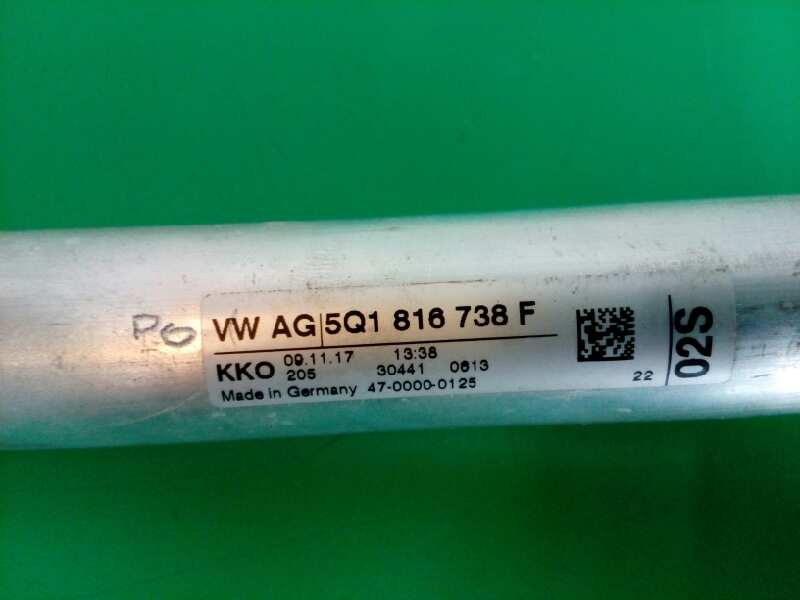 PO
VW AG 5Q1 816 738 F
KKO 09.11.17 13:38
205 30441 0613
Made in Germany 47-0000-0125
22
02S